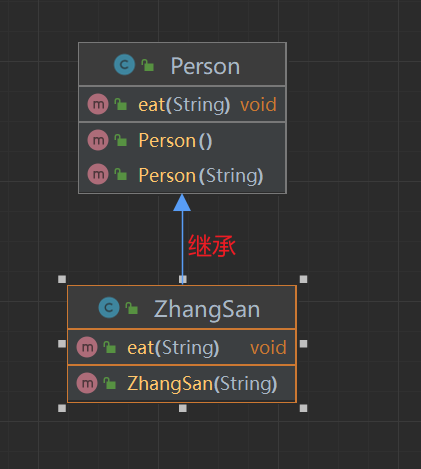 C Person
m eat(String) void
m Person()
m Person(String)
继承
C ZhangSan
m eat(String) void
m ZhangSan(String)